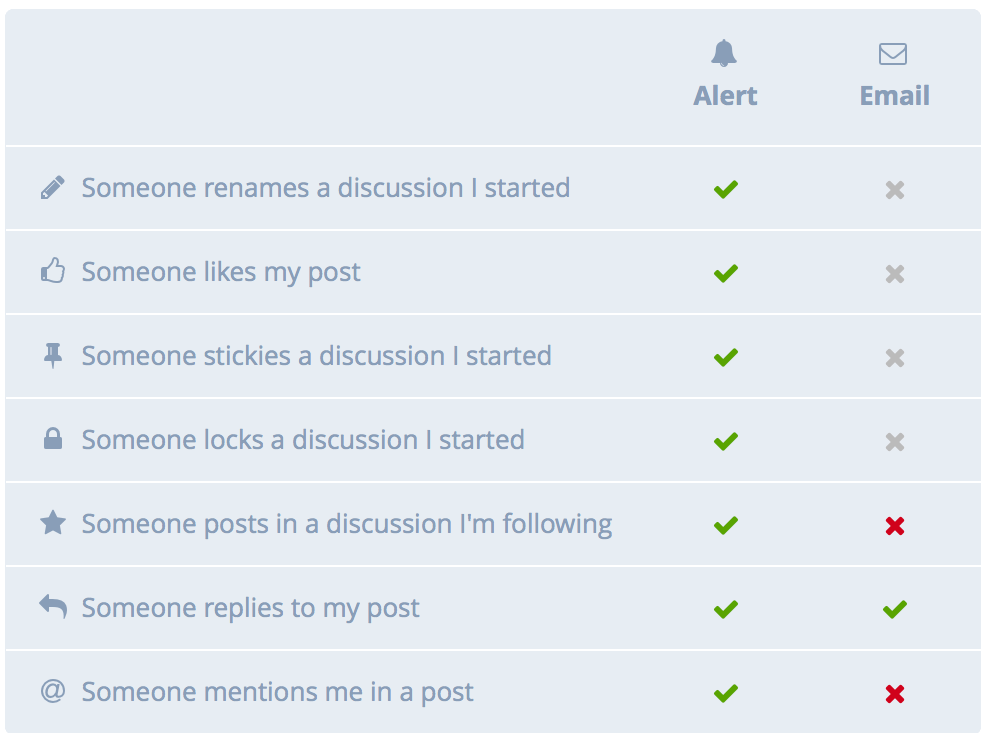 Alert Email
Someone renames a discussion I started
Someone likes my post
Someone stickies a discussion I started
Someone locks a discussion I started
Someone posts in a discussion I'm following
Someone replies to my post
@ Someone mentions me in a post